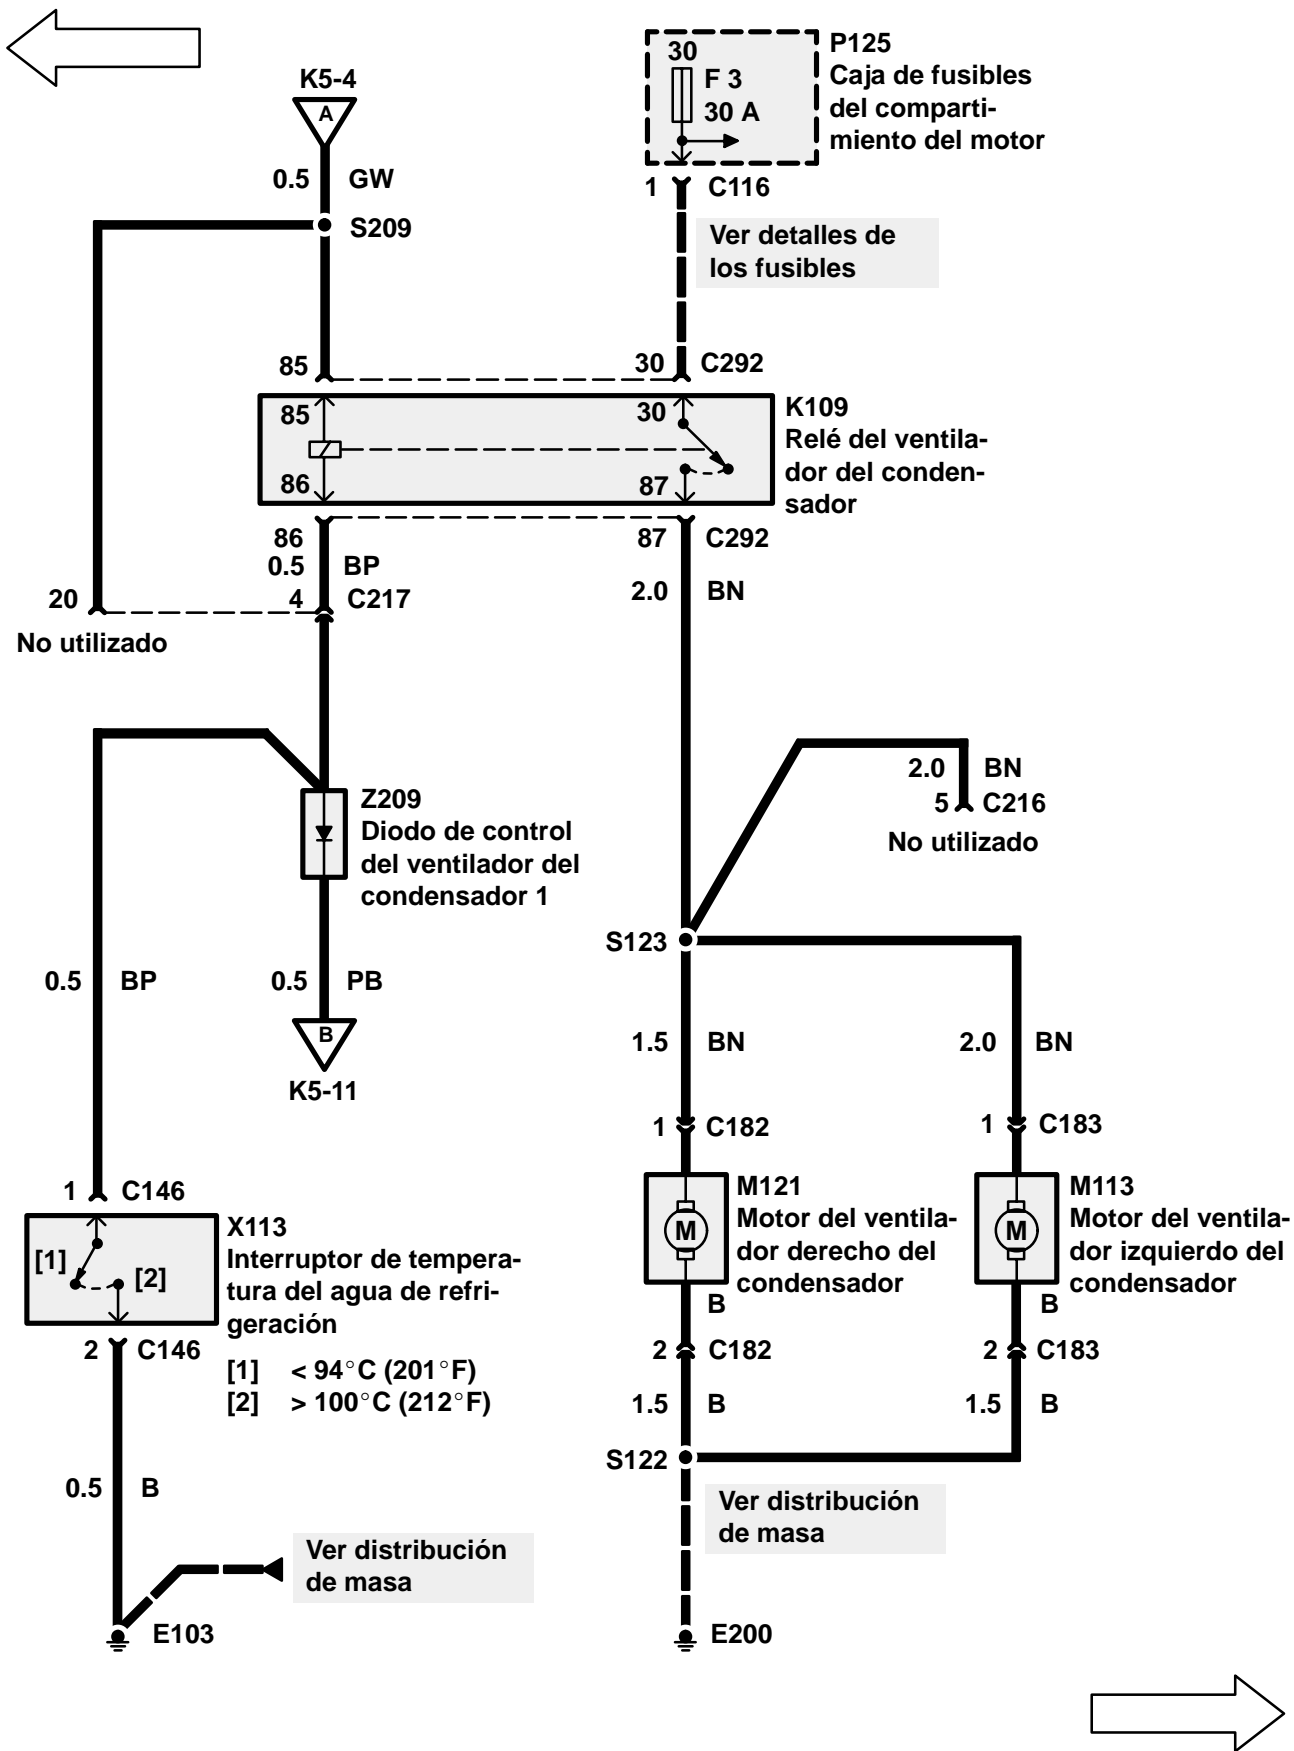 K5-4
A
0.5 GW
S209
30
F 3
30 A
P125
Caja de fusibles
del comparti-
miento del motor
1 C116
Ver detalles de
los fusibles
85
30 C292
85
30
86
87
K109
Relé del ventila-
dor del conden-
sador
86
0.5 BP
4 C217
87 C292
2.0 BN
20
No utilizado
2.0 BN
5 C216
No utilizado
Z209
Diodo de control
del ventilador del
condensador 1
S123
0.5 BP
0.5 PB
B
K5-11
1.5 BN
2.0 BN
1 C182
1 C183
1 C146
[1]
[2]
X113
Interruptor de tempera-
tura del agua de refri-
geración
2 C146
[1] < 94°C (201°F)
[2] > 100°C (212°F)
M
M121
Motor del ventila-
dor derecho del
condensador
B
M
M113
Motor del ventila-
dor izquierdo del
condensador
B
2 C182
2 C183
1.5 B
1.5 B
S122
0.5 B
Ver distribución
de masa
Ver distribución
de masa
E103
E200